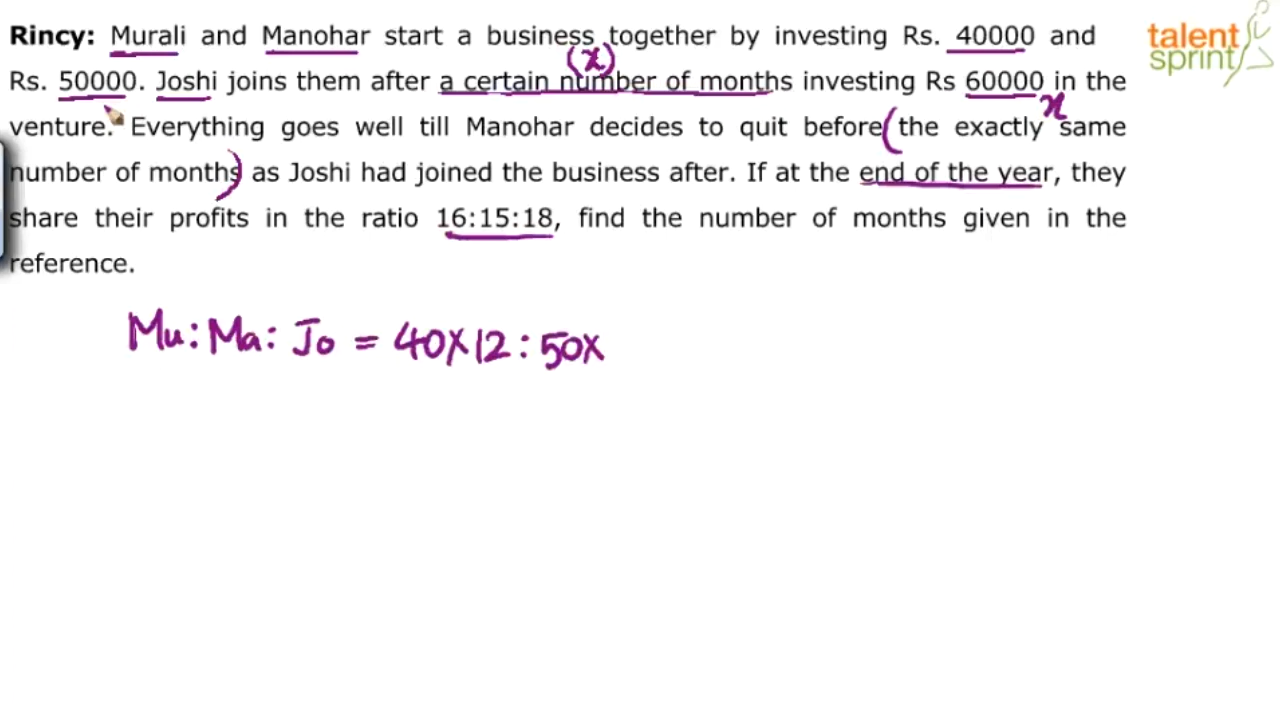 Rincy: Murali and Manohar start a business together by investing Rs. 40000 and
talent
sprint
(x)
Rs. 50000. Joshi joins them after a certain number of months investing Rs 60000 in the
x
venture. Everything goes well till Manohar decides to quit before (the exactly same
number of months) as Joshi had joined the business after. If at the end of the year, they
share their profits in the ratio 16:15:18, find the number of months given in the
reference.
Mu: Ma: Jo = 40X12: 50X